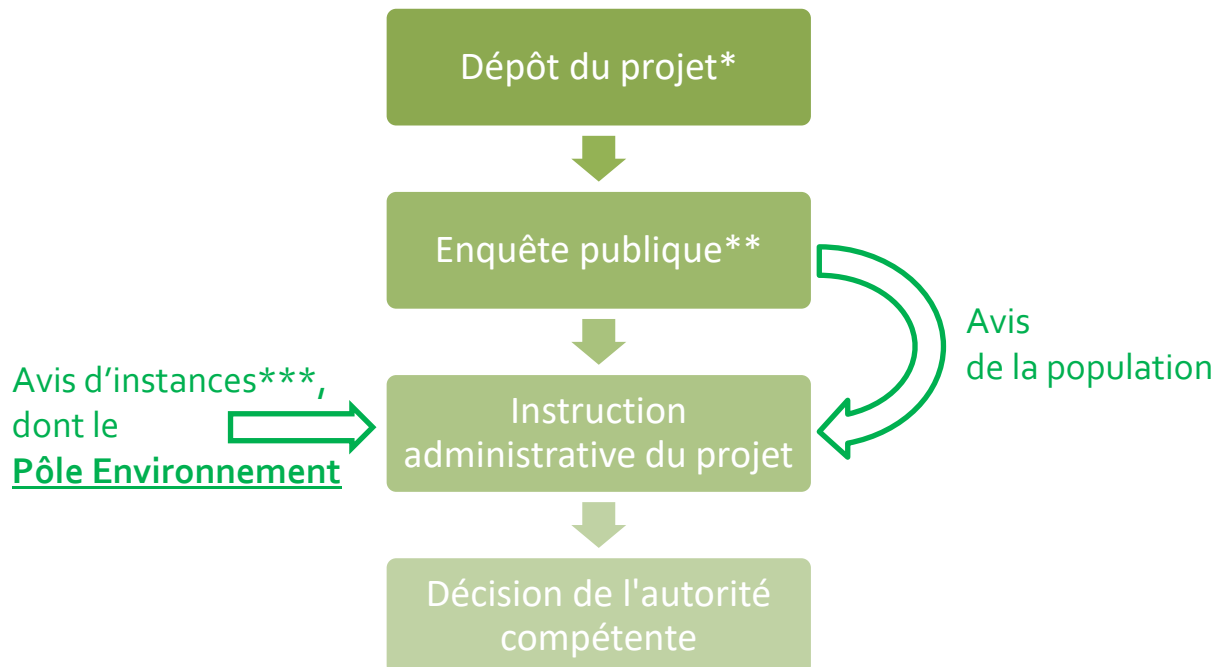 Dépôt du projet*
Enquête publique**
Avis
de la population
Avis d’instances***,
dont le
Pôle Environnement
Instruction
administrative du projet
Décision de l'autorité
compétente